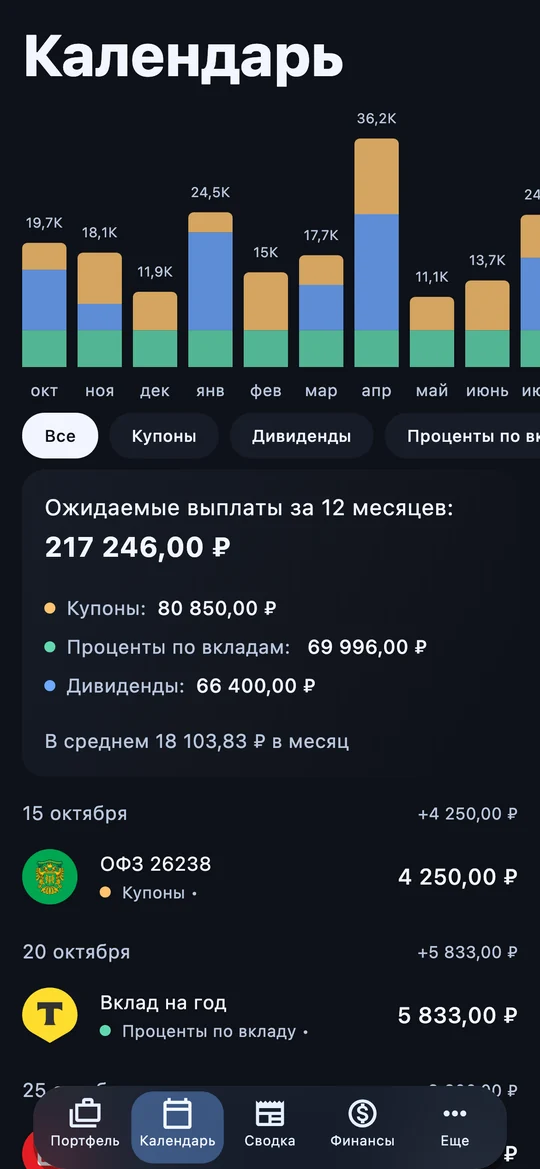 Календарь
36,2K
24,5K
24
19,7K
18,1K
17,7K
15K
13,7K
11,9K
11,1K
окт ноя дек янв фев мар апр май июнь
Все Купоны Дивиденды Проценты по
Ожидаемые выплаты за 12 месяцев:
217 246,00 ₽
Купоны: 80 850,00 ₽
Проценты по вкладам: 69 996,00 ₽
Дивиденды: 66 400,00 ₽
В среднем 18 103,83 ₽ в месяц
15 октября +4 250,00 ₽
ОФЗ 26238
4 250,00 ₽
Купоны •
20 октября +5 833,00 ₽
Вклад на год
5 833,00 ₽
Проценты по вкладу •
25
₽
Портфель Календарь Сводка Финансы Еще